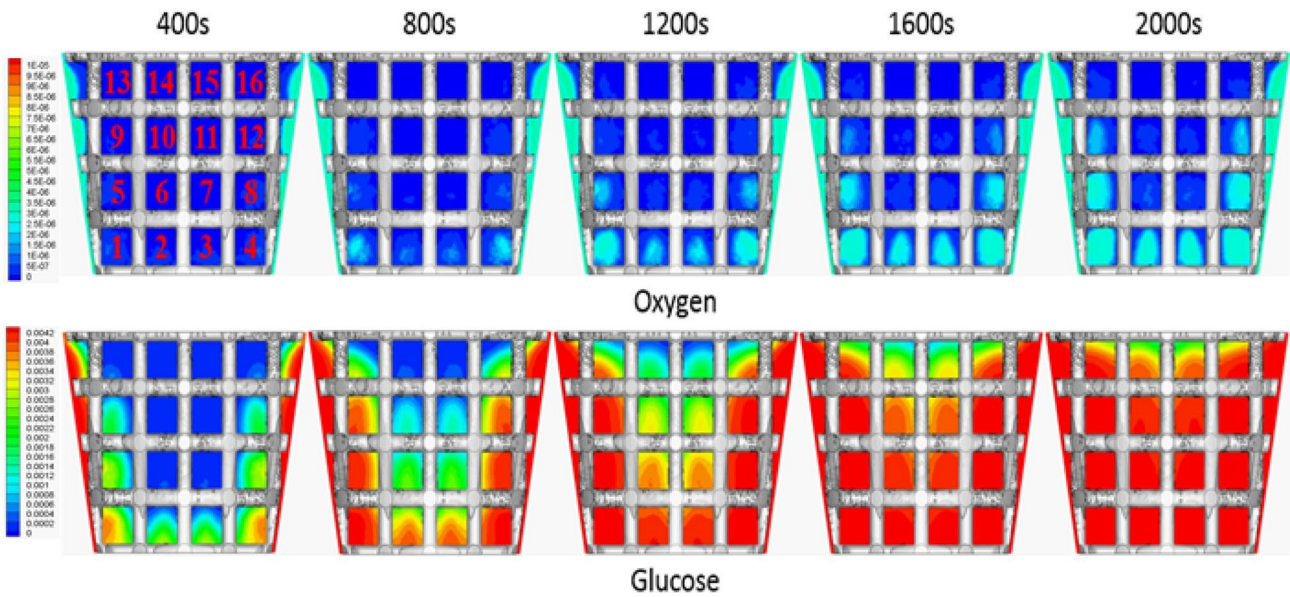 400s 800s 1200s 1600s 2000s
1E-05
9.5E-06
9E-06
8.5E-06
8E-06
7.5E-06
7E-06
6.5E-06
6E-06
5.5E-06
5E-06
4.5E-06
4E-06
3.5E-06
3E-06
2.5E-06
2E-06
1.5E-06
1E-06
5E-07
0
13 14 15 16
9 10 11 12
5 6 7 8
1 2 3 4
Oxygen
0.0042
0.004
0.0038
0.0036
0.0034
0.0032
0.003
0.0028
0.0026
0.0024
0.0022
0.002
0.0018
0.0016
0.0014
0.0012
0.001
0.0008
0.0006
0.0004
0.0002
0
Glucose